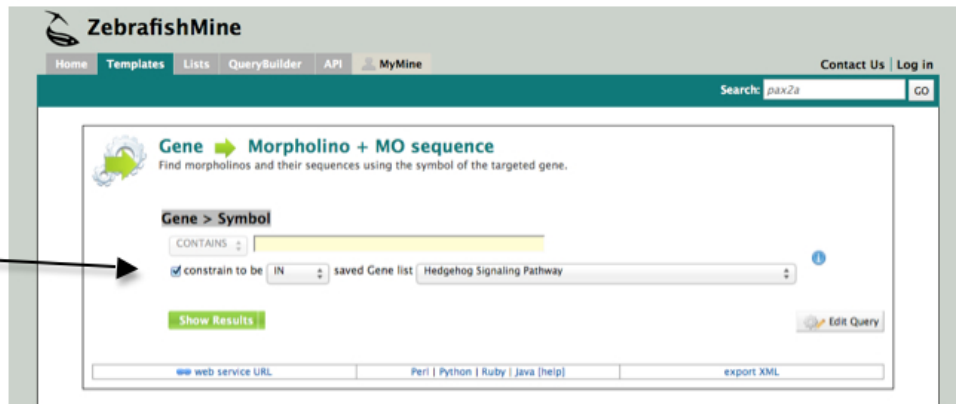 ZebrafishMine
Home Templates Lists QueryBuilder API MyMine Contact Us | Log in
Search: pax2a GO
Gene Morpholino + MO sequence
Find morpholinos and their sequences using the symbol of the targeted gene.
Gene > Symbol
CONTAINS
constrain to be IN saved Gene list Hedgehog Signaling Pathway
Show Results Edit Query
web service URL Perl | Python | Ruby | Java [help] export XML